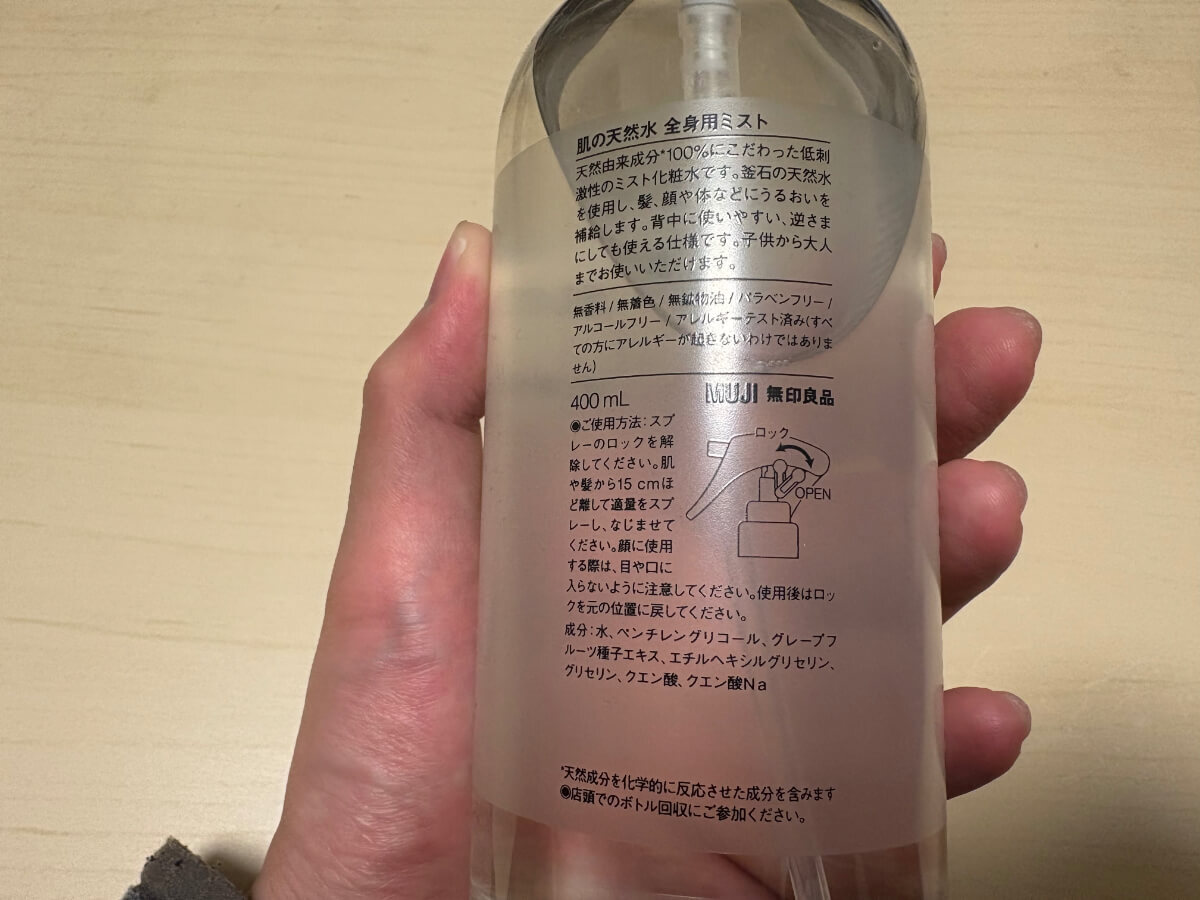 肌の天然水 全身用ミスト
天然由来成分*100%にこだわった低刺
激性のミスト化粧水です。釜石の天然水
を使用し、髪、顔や体などにうるおいを
補給します。背中に使いやすい、逆さま
にしても使える仕様です。子供から大人
までお使いいただけます。
無香料 / 無着色 / 無鉱物油 / パラベンフリー /
アルコールフリー / アレルギーテスト済み(すべ
ての方にアレルギーが起きないわけではありま
せん)
400 mL
MUJI 無印良品
◉ご使用方法：スプ
レーのロックを解
除してください。肌
や髪から15 cmほ
ど離して適量をスプ
レーし、なじませて
ください。顔に使用
する際は、目や口に
入らないように注意してください。使用後はロッ
クを元の位置に戻してください。
ロック
OPEN
成分：水、ペンチレングリコール、グレープフ
ルーツ種子エキス、エチルヘキシルグリセリン、
グリセリン、クエン酸、クエン酸Na
*天然成分を化学的に反応させた成分を含みます
◉店頭でのボトル回収にご参加ください。